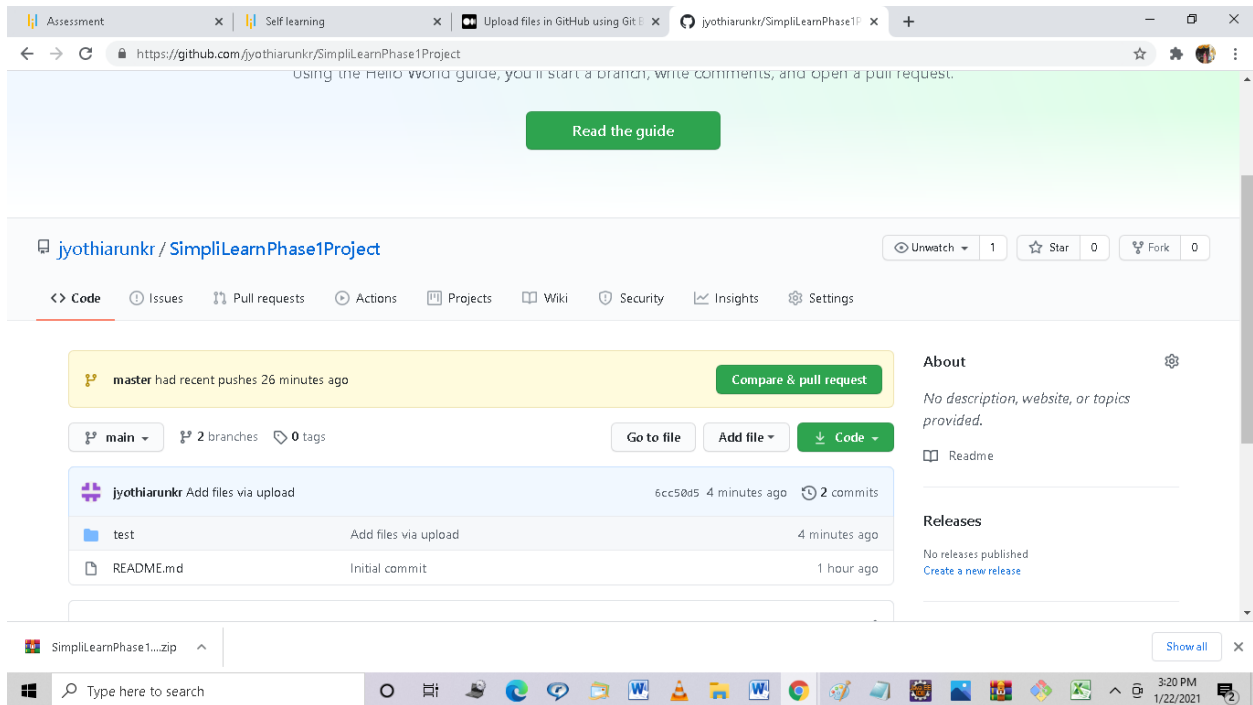 Assessment
Self learning
Upload files in GitHub using Git B
jyothiarunkr/SimpliLearnPhase1P
https://github.com/jyothiarunkr/SimpliLearnPhase1Project
Using the Hello World guide, you'll start a branch, write comments, and open a pull request.
Read the guide
jyothiarunkr / SimpliLearnPhase1Project
Unwatch 1 Star 0 Fork 0
<> Code Issues Pull requests Actions Projects Wiki Security Insights Settings
master had recent pushes 26 minutes ago
Compare & pull request
About
No description, website, or topics
provided.
Readme
main 2 branches 0 tags Go to file Add file Code
jyothiarunkr Add files via upload 6cc50d5 4 minutes ago 2 commits
test Add files via upload 4 minutes ago
README.md Initial commit 1 hour ago
Releases
No releases published
Create a new release
SimpliLearnPhase1....zip
Show all
Type here to search
3:20 PM
1/22/2021
2